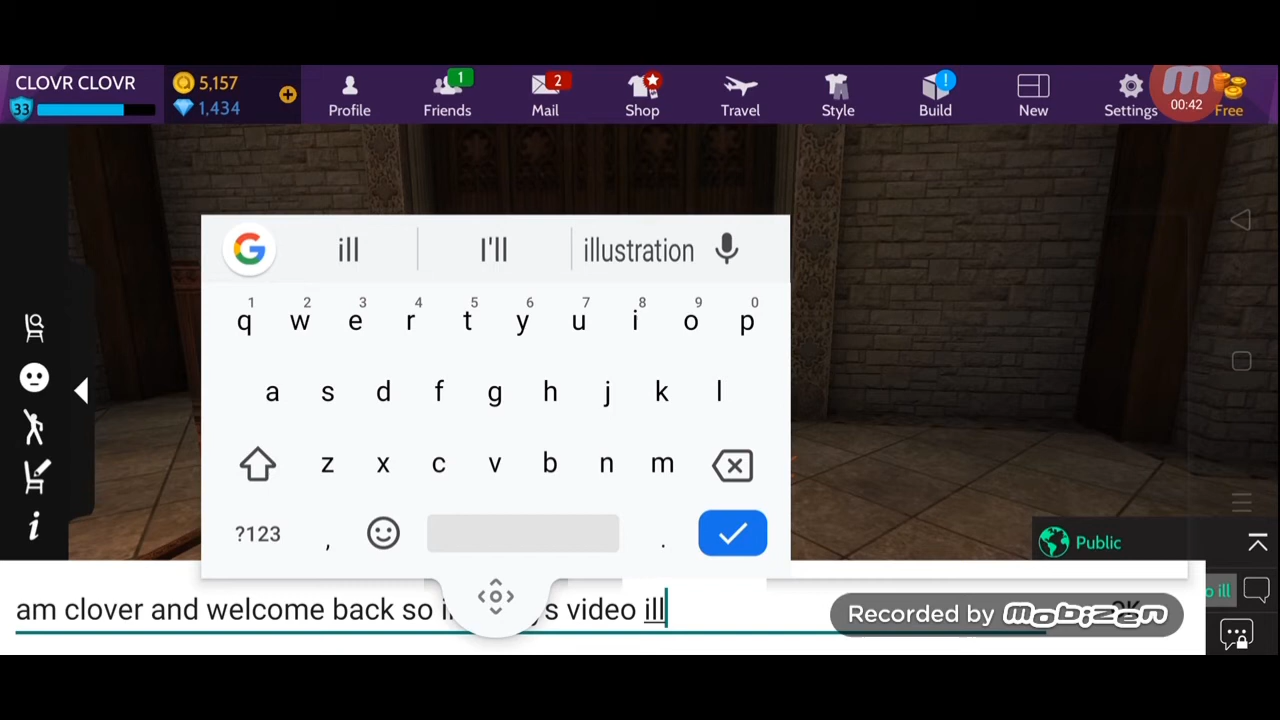 CLOVR CLOVR
33
5,157
1,434
Profile
1
Friends
2
Mail
Shop
Travel
Style
!
Build
New
Settings
00:42
Free
ill I'll illustration
1 2 3 4 5 6 7 8 9 0
q w e r t y u i o p
a s d f g h j k l
z x c v b n m
?123 , .
Public
am clover and welcome back so video ill
ill
Recorded by mobizen